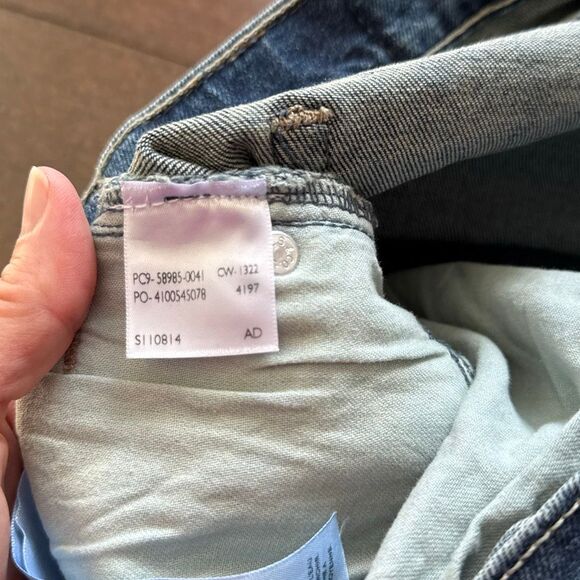 PC9- 58985-0041 CW- 1322
PO- 4100545078 4197
S110814 AD